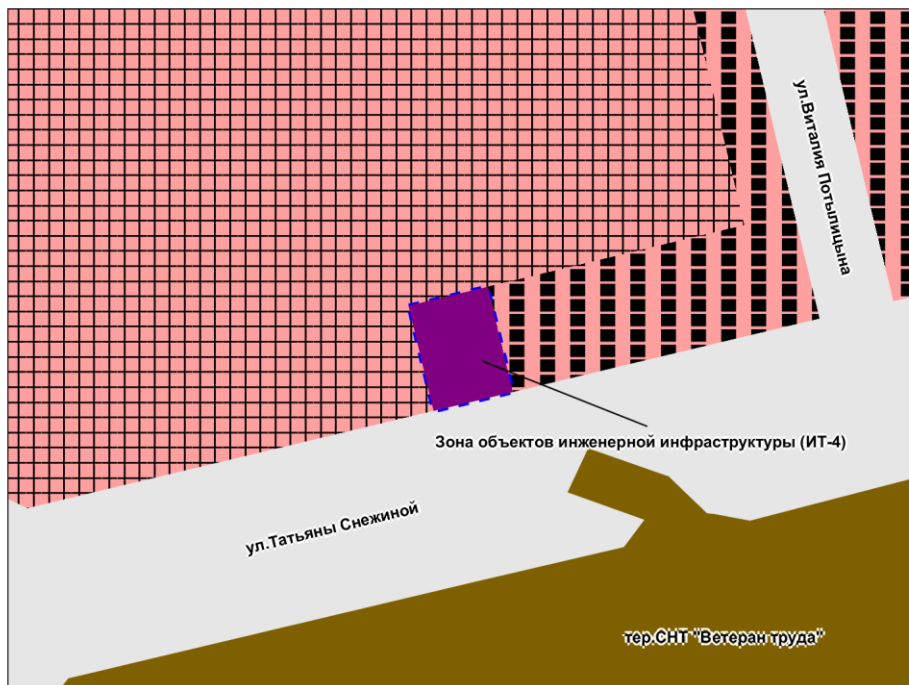 ул.Виталия Потылицына
Зона объектов инженерной инфраструктуры (ИТ-4)
ул.Татьяны Снежиной
тер.СНТ "Ветеран труда"